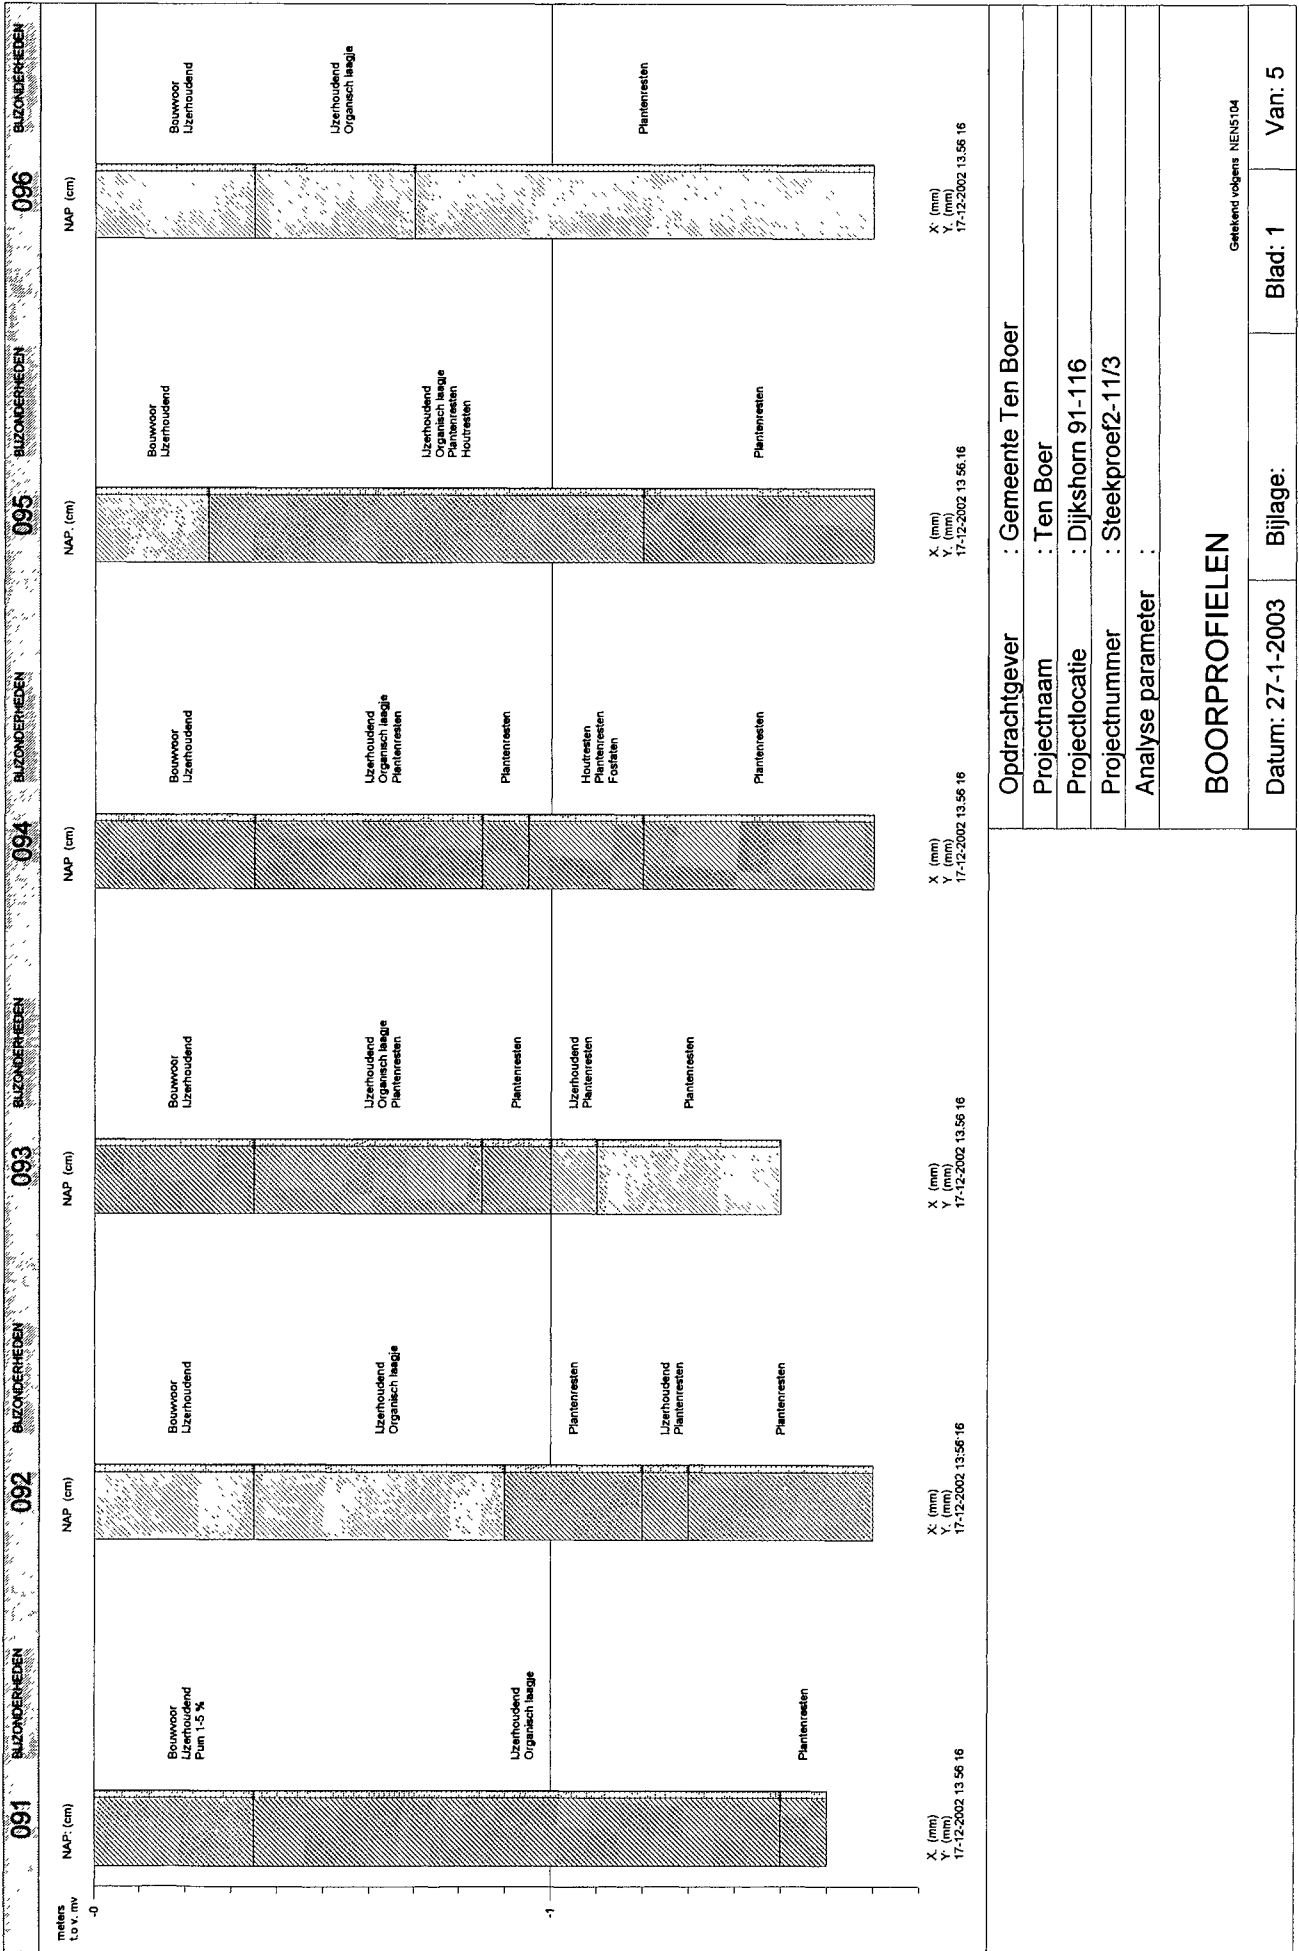 091 BIJZONDERHEDEN 092 BIJZONDERHEDEN 093 BIJZONDERHEDEN 094 BIJZONDERHEDEN 095 BIJZONDERHEDEN 096 BIJZONDERHEDEN
meters
t.o.v. mv
-0
-1
NAP: (cm)
Bouwvoor
IJzerhoudend
Puin 1-5 %
IJzerhoudend
Organisch laagje
Plantenresten
X. (mm)
Y: (mm)
17-12-2002 13.56 16
NAP (cm)
Bouwvoor
IJzerhoudend
IJzerhoudend
Organisch laagje
Plantenresten
IJzerhoudend
Plantenresten
Plantenresten
X: (mm)
Y. (mm)
17-12-2002 13:56:16
NAP (cm)
Bouwvoor
IJzerhoudend
IJzerhoudend
Organisch laagje
Plantenresten
Plantenresten
IJzerhoudend
Plantenresten
Plantenresten
X (mm)
Y (mm)
17-12-2002 13.56 16
NAP (cm)
Bouwvoor
IJzerhoudend
IJzerhoudend
Organisch laagje
Plantenresten
Plantenresten
Houtresten
Plantenresten
Fosfaten
Plantenresten
X (mm)
Y (mm)
17-12-2002 13.56 16
NAP. (cm)
Bouwvoor
IJzerhoudend
IJzerhoudend
Organisch laagje
Plantenresten
Houtresten
Plantenresten
X. (mm)
Y. (mm)
17-12-2002 13 56.16
NAP (cm)
Bouwvoor
IJzerhoudend
IJzerhoudend
Organisch laagje
Plantenresten
X: (mm)
Y. (mm)
17-12-2002 13.56 16
Opdrachtgever : Gemeente Ten Boer
Projectnaam : Ten Boer
Projectlocatie : Dijkshorn 91-116
Projectnummer : Steekproef2-11/3
Analyse parameter :
BOORPROFIELEN
Getekend volgens NEN5104
Datum: 27-1-2003 Bijlage: Blad: 1 Van: 5